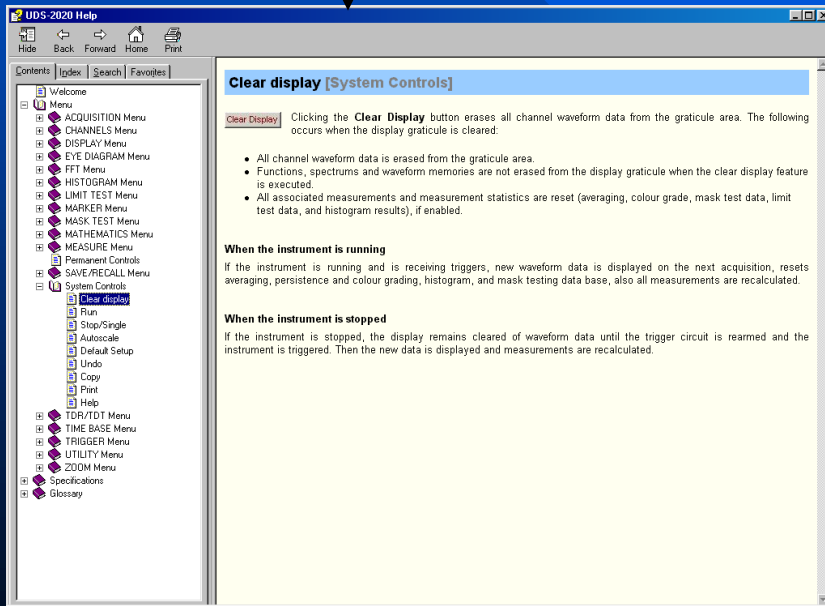 UDS-2020 Help
Hide Back Forward Home Print
Contents Index Search Favorites
Welcome
Menu
ACQUISITION Menu
CHANNELS Menu
DISPLAY Menu
EYE DIAGRAM Menu
FFT Menu
HISTOGRAM Menu
LIMIT TEST Menu
MARKER Menu
MASK TEST Menu
MATHEMATICS Menu
MEASURE Menu
Permanent Controls
SAVE/RECALL Menu
System Controls
Clear display
Run
Stop/Single
Autoscale
Default Setup
Undo
Copy
Print
Help
TDR/TDT Menu
TIME BASE Menu
TRIGGER Menu
UTILITY Menu
ZOOM Menu
Specifications
Glossary
Clear display [System Controls]
Clear Display Clicking the Clear Display button erases all channel waveform data from the graticule area. The following
occurs when the display graticule is cleared:
• All channel waveform data is erased from the graticule area.
• Functions, spectrums and waveform memories are not erased from the display graticule when the clear display feature
is executed.
• All associated measurements and measurement statistics are reset (averaging, colour grade, mask test data, limit
test data, and histogram results), if enabled.
When the instrument is running
If the instrument is running and is receiving triggers, new waveform data is displayed on the next acquisition, resets
averaging, persistence and colour grading, histogram, and mask testing data base, also all measurements are recalculated.
When the instrument is stopped
If the instrument is stopped, the display remains cleared of waveform data until the trigger circuit is rearmed and the
instrument is triggered. Then the new data is displayed and measurements are recalculated.